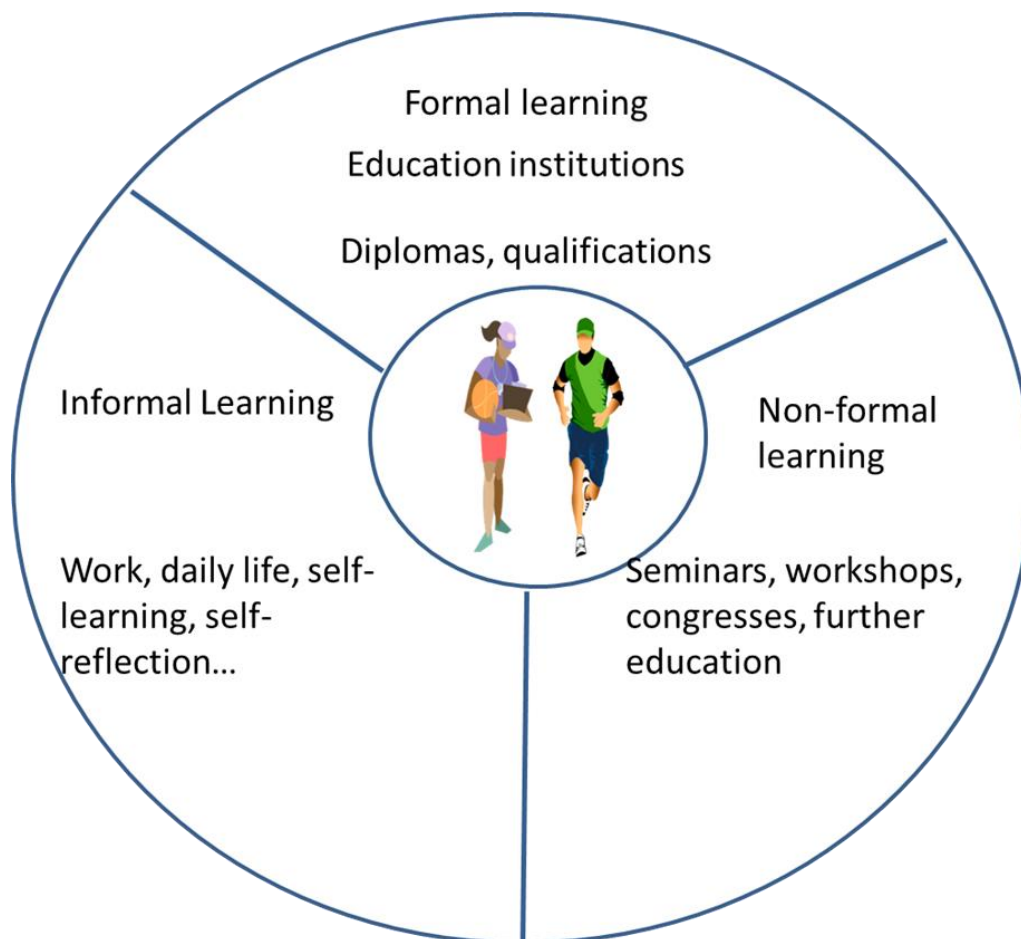 Formal learning
Education institutions
Diplomas, qualifications
Informal Learning
Work, daily life, self-
learning, self-
reflection...
Non-formal
learning
Seminars, workshops,
congresses, further
education